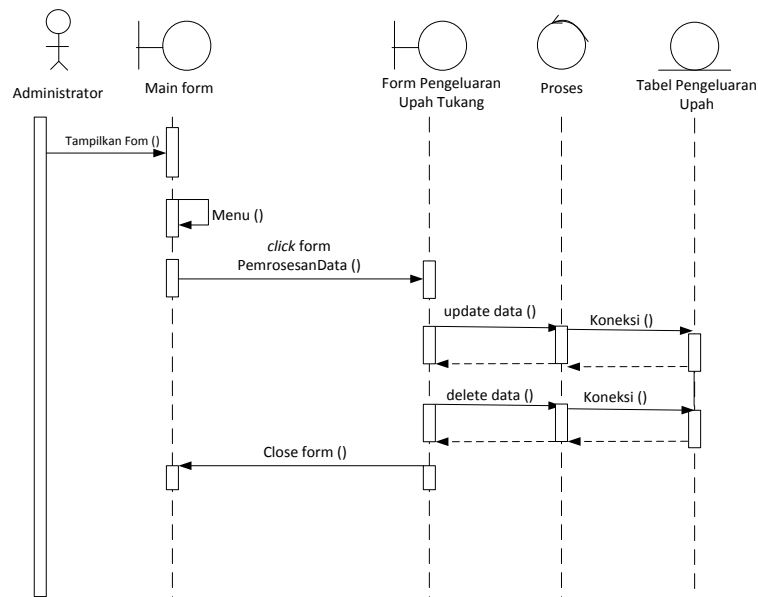 Administrator
Main form
Form Pengeluaran
Upah Tukang
Proses
Tabel Pengeluaran
Upah
Tampilkan Fom ()
Menu ()
click form
PemrosesanData ()
update data ()
Koneksi ()
delete data ()
Koneksi ()
Close form ()